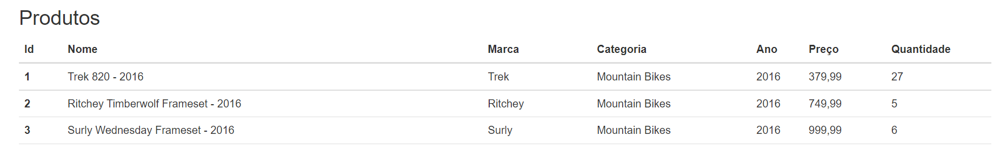 Produtos
Id Nome Marca Categoria Ano Preço Quantidade
1 Trek 820 - 2016 Trek Mountain Bikes 2016 379,99 27
2 Ritchey Timberwolf Frameset - 2016 Ritchey Mountain Bikes 2016 749,99 5
3 Surly Wednesday Frameset - 2016 Surly Mountain Bikes 2016 999,99 6